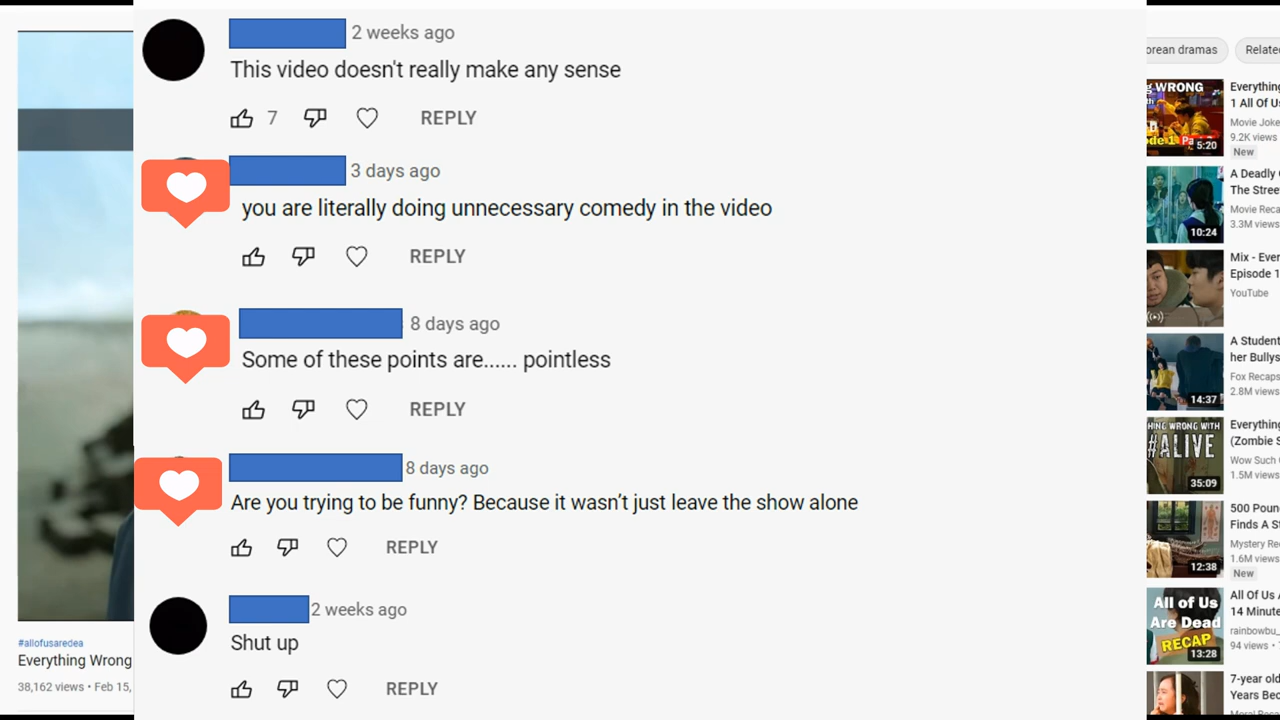 2 weeks ago
This video doesn't really make any sense
7
REPLY
3 days ago
you are literally doing unnecessary comedy in the video
REPLY
8 days ago
Some of these points are...... pointless
REPLY
8 days ago
Are you trying to be funny? Because it wasn't just leave the show alone
REPLY
2 weeks ago
Shut up
REPLY
#allofusaredea
Everything Wrong
38,162 views • Feb 15,
orean dramas
Relate
WRONG
5:20
Everything
1 All Of U
Movie Joke
9.2K views
New
10:24
A Deadly
The Stree
Movie Reca
3.3M views
Mix - Ever
Episode 1
YouTube
14:37
A Student
her Bullys
Fox Recaps
2.8M views
HING WRONG WITH
#ALIVE
35:09
Everything
(Zombie S
Wow Such
1.5M views
12:38
500 Poun
Finds A S
Mystery Re
1.6M views
New
All of Us
Are Dead
RECAP
13:28
All Of Us
14 Minute
rainbowbu_
94 views •
7-year old
Years Bec